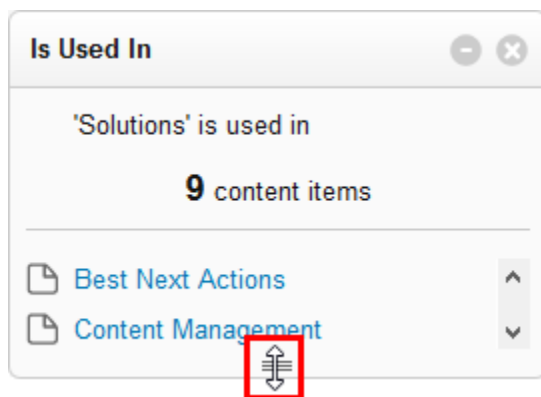 Is Used In
'Solutions' is used in
9 content items
Best Next Actions
Content Management